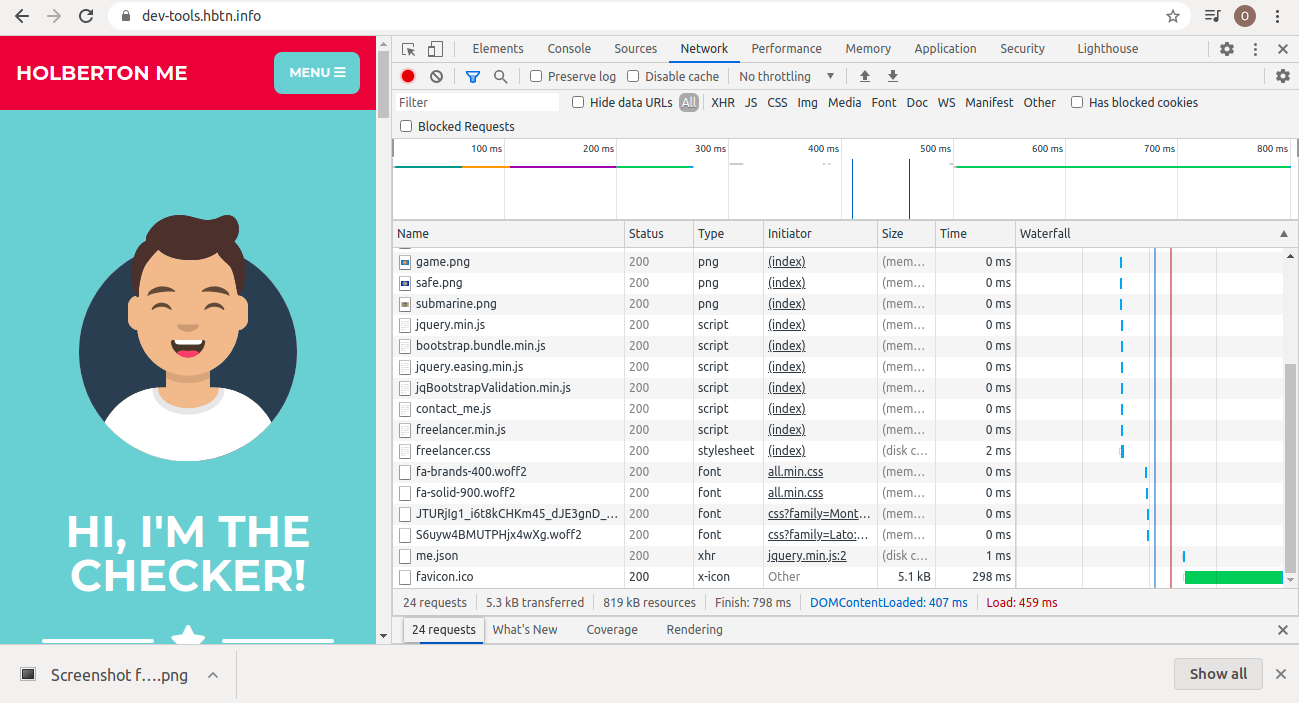 dev-tools.hbtn.info
O
HOLBERTON ME
MENU
HI, I'M THE
CHECKER!
Elements Console Sources Network Performance Memory Application Security Lighthouse
Preserve log Disable cache No throttling
Filter Hide data URLs All XHR JS CSS Img Media Font Doc WS Manifest Other Has blocked cookies
Blocked Requests
100 ms 200 ms 300 ms 400 ms 500 ms 600 ms 700 ms 800 ms
Name Status Type Initiator Size Time Waterfall
game.png 200 png (index) (mem… 0 ms
safe.png 200 png (index) (mem… 0 ms
submarine.png 200 png (index) (mem… 0 ms
jquery.min.js 200 script (index) (mem… 0 ms
bootstrap.bundle.min.js 200 script (index) (mem… 0 ms
jquery.easing.min.js 200 script (index) (mem… 0 ms
jqBootstrapValidation.min.js 200 script (index) (mem… 0 ms
contact_me.js 200 script (index) (mem… 0 ms
freelancer.min.js 200 script (index) (mem… 0 ms
freelancer.css 200 stylesheet (index) (disk c… 2 ms
fa-brands-400.woff2 200 font all.min.css (mem… 0 ms
fa-solid-900.woff2 200 font all.min.css (mem… 0 ms
JTURjIg1_i6t8kCHKm45_dJE3gnD_… 200 font css?family=Mont… (mem… 0 ms
S6uyw4BMUTPHjx4wXg.woff2 200 font css?family=Lato:… (mem… 0 ms
me.json 200 xhr jquery.min.js:2 (disk c… 1 ms
favicon.ico 200 x-icon Other 5.1 kB 298 ms
24 requests 5.3 kB transferred 819 kB resources Finish: 798 ms DOMContentLoaded: 407 ms Load: 459 ms
24 requests What's New Coverage Rendering
Screenshot f….png Show all